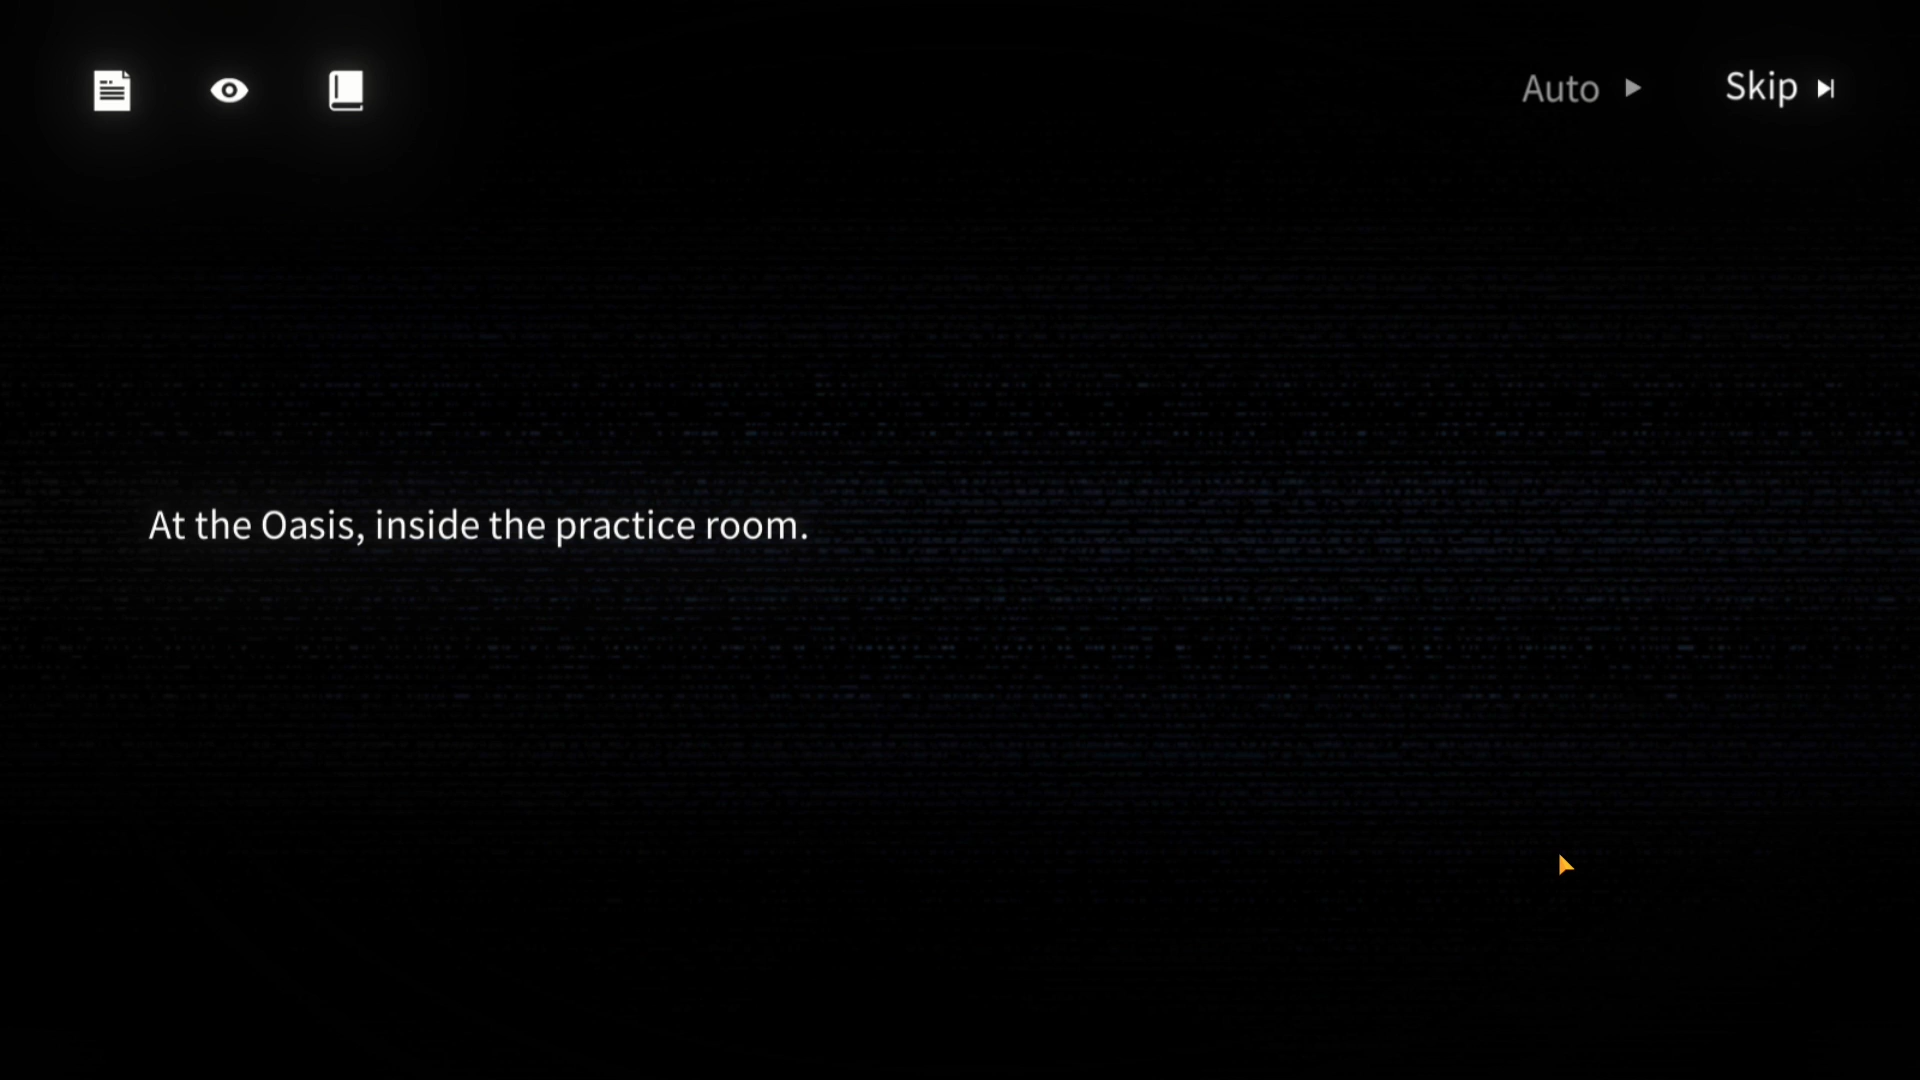 Auto
Skip
At the Oasis, inside the practice room.